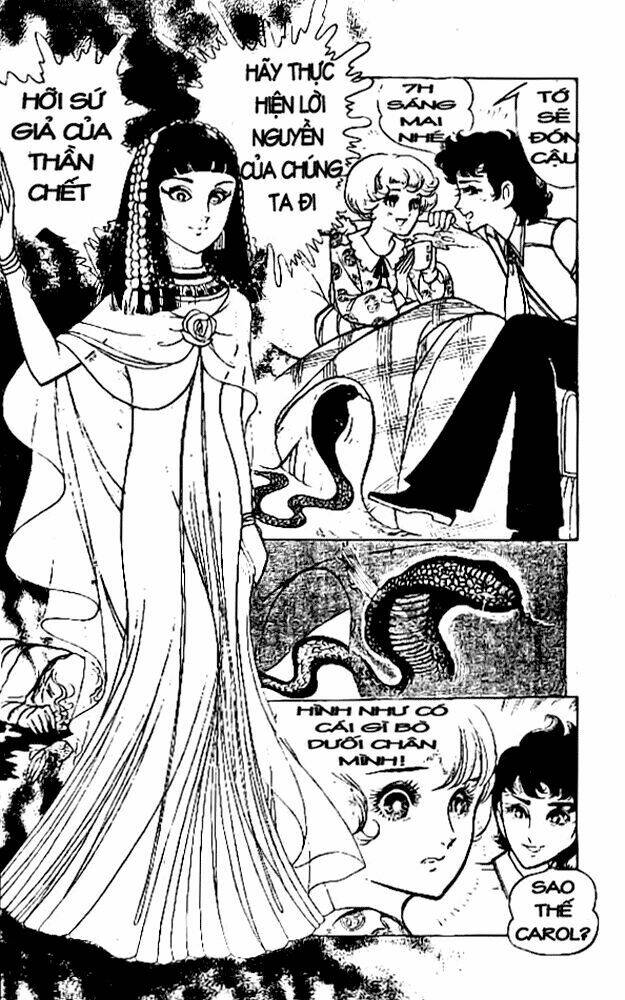 HỠI SỨ
GIẢ CỦA
THẦN
CHẾT
HÃY THỰC
HIỆN LỜI
NGUYỀN
CỦA CHÚNG
TA ĐI
7H
SÁNG
MAI
NHÉ
TỚ
SẼ
ĐÓN
CẬU
HÌNH NHƯ CÓ
CÁI GÌ BÒ
DƯỚI CHÂN
MÌNH!
SAO
THẾ
CAROL?